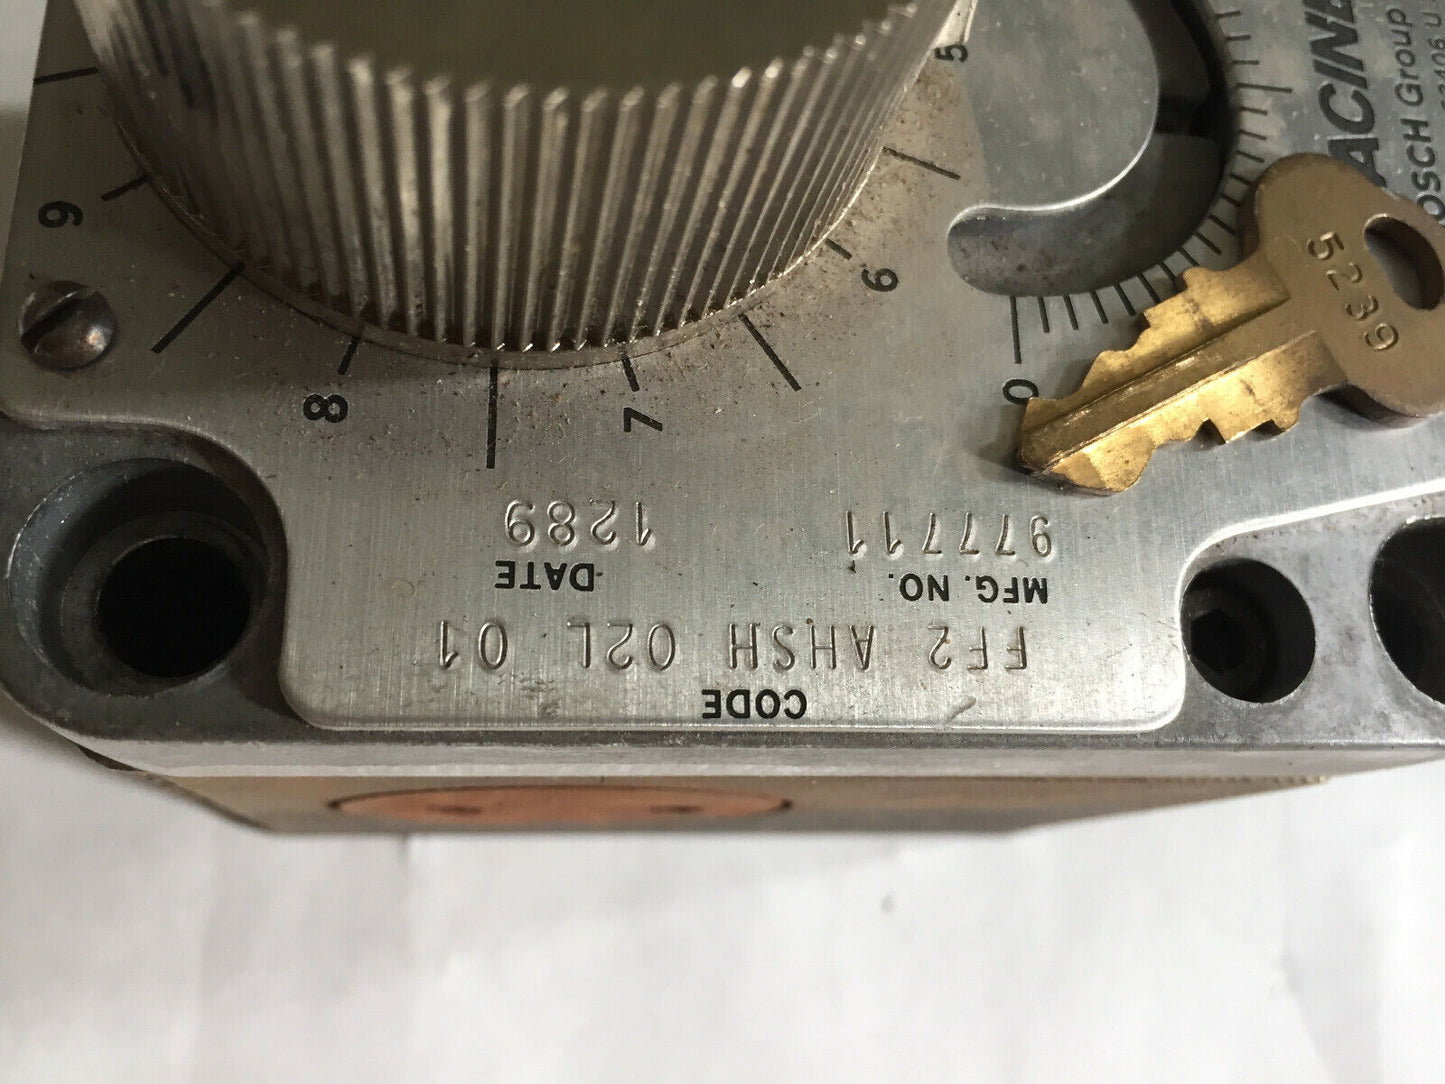 ACINE
OSCH Group
5
6
7
8
9
0
5239
MFG. NO.
977711
DATE
1289
CODE
FF2 AHSH 02L 01